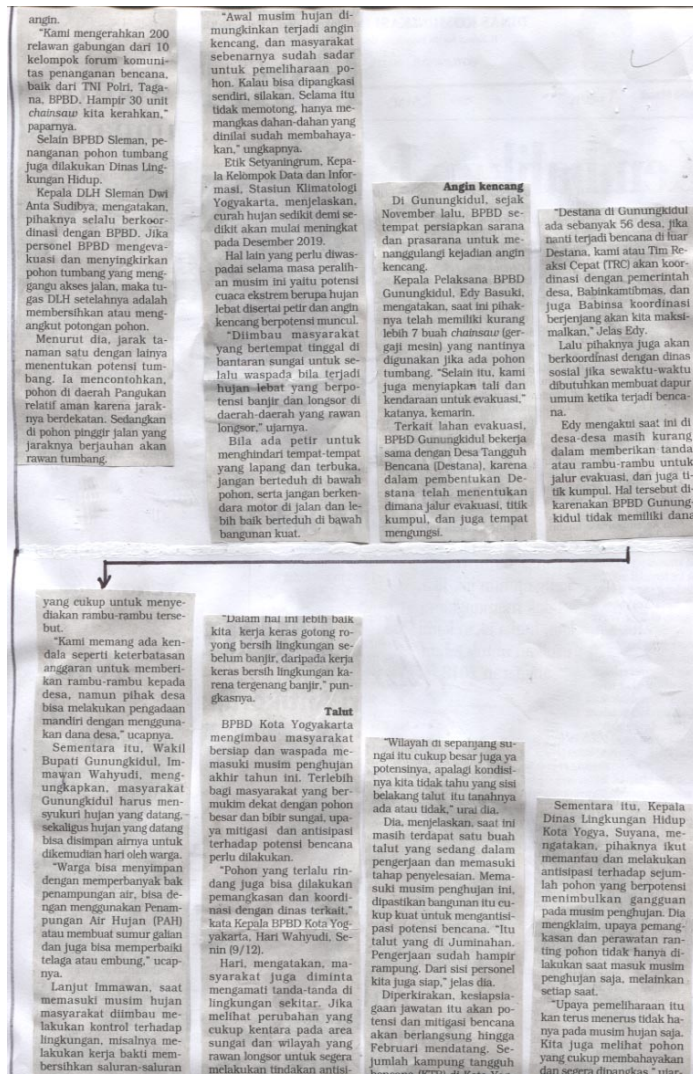 angin.
"Kami mengerahkan 200
relawan gabungan dari 10
kelompok forum komuni-
tas penanganan bencana,
baik dari TNI Polri, Taga-
na, BPBD. Hampir 30 unit
chainsaw kita kerahkan,"
paparnya.
Selain BPBD Sleman, pe-
nanganan pohon tumbang
juga dilakukan Dinas Ling-
kungan Hidup.
Kepala DLH Sleman Dwi
Anta Sudibya, mengatakan,
pihaknya selalu berkoor-
dinasi dengan BPBD. Jika
personel BPBD mengeva-
kuasi dan menyingkirkan
pohon tumbang yang meng-
gangu akses jalan, maka tu-
gas DLH setelahnya adalah
membersihkan atau meng-
angkut potongan pohon.
Menurut dia, jarak ta-
naman satu dengan lainya
menentukan potensi tum-
bang. Ia mencontohkan,
pohon di daerah Pangukan
relatif aman karena jarak-
nya berdekatan. Sedangkan
di pohon pinggir jalan yang
jaraknya berjauhan akan
rawan tumbang.
"Awal musim hujan di-
mungkinkan terjadi angin
kencang, dan masyarakat
sebenarnya sudah sadar
untuk pemeliharaan po-
hon. Kalau bisa dipangkasi
sendiri, silakan. Selama itu
tidak memotong, hanya me-
mangkas dahan-dahan yang
dinilai sudah membahaya-
kan," ungkapnya.
Etik Setyaningrum, Kepa-
la Kelompok Data dan Infor-
masi, Stasiun Klimatologi
Yogyakarta, menjelaskan,
curah hujan sedikit demi se-
dikit akan mulai meningkat
pada Desember 2019.
Hal lain yang perlu diwas-
padai selama masa peralih-
an musim ini yaitu potensi
cuaca ekstrem berupa hujan
lebat disertai petir dan angin
kencang berpotensi muncul.
"Diimbau masyarakat
yang bertempat tinggal di
bantaran sungai untuk se-
lalu waspada bila terjadi
hujan lebat yang berpo-
tensi banjir dan longsor di
daerah-daerah yang rawan
longsor," ujarnya.
Bila ada petir untuk
menghindari tempat-tempat
yang lapang dan terbuka,
jangan berteduh di bawah
pohon, serta jangan berken-
dara motor di jalan dan le-
bih baik berteduh di bawah
bangunan kuat.
Angin kencang
Di Gunungkidul, sejak
November lalu, BPBD se-
tempat persiapkan sarana
dan prasarana untuk me-
nanggulangi kejadian angin
kencang.
Kepala Pelaksana BPBD
Gunungkidul, Edy Basuki,
mengatakan, saat ini pihak-
nya telah memiliki kurang
lebih 7 buah chainsaw (ger-
gaji mesin) yang nantinya
digunakan jika ada pohon
tumbang. "Selain itu, kami
juga menyiapkan tali dan
kendaraan untuk evakuasi,"
katanya, kemarin.
Terkait lahan evakuasi,
BPBD Gunungkidul bekerja
sama dengan Desa Tangguh
Bencana (Destana), karena
dalam pembentukan De-
stana telah menentukan
dimana jalur evakuasi, titik
kumpul, dan juga tempat
mengungsi.
"Destana di Gunungkidul
ada sebanyak 56 desa, jika
nanti terjadi bencana di luar
Destana, kami atau Tim Re-
aksi Cepat (TRC) akan koor-
dinasi dengan pemerintah
desa, Babinkamtibmas, dan
juga Babinsa koordinasi
berjenjang akan kita maksi-
malkan," Jelas Edy.
Lalu pihaknya juga akan
berkoordinasi dengan dinas
sosial jika sewaktu-waktu
dibutuhkan membuat dapur
umum ketika terjadi benca-
na.
Edy mengakui saat ini di
desa-desa masih kurang
dalam memberikan tanda
atau rambu-rambu untuk
jalur evakuasi, dan juga ti-
tik kumpul. Hal tersebut di-
karenakan BPBD Gunung-
kidul tidak memiliki dana
yang cukup untuk menye-
diakan rambu-rambu terse-
but.
"Kami memang ada ken-
dala seperti keterbatasan
anggaran untuk memberi-
kan rambu-rambu kepada
desa, namun pihak desa
bisa melakukan pengadaan
mandiri dengan mengguna-
kan dana desa," ucapnya.
Sementara itu, Wakil
Bupati Gunungkidul, Im-
mawan Wahyudi, meng-
ungkapkan, masyarakat
Gunungkidul harus men-
syukuri hujan yang datang,
sekaligus hujan yang datang
bisa disimpan airnya untuk
dikemudian hari oleh warga.
"Warga bisa menyimpan
dengan memperbanyak bak
penampungan air, bisa de-
ngan menggunakan Penam-
pungan Air Hujan (PAH)
atau membuat sumur galian
dan juga bisa memperbaiki
telaga atau embung," ucap-
nya.
Lanjut Immawan, saat
memasuki musim hujan
masyarakat diimbau me-
lakukan kontrol terhadap
lingkungan, misalnya me-
lakukan kerja bakti mem-
bersihkan saluran-saluran
"Dalam hal ini lebih baik
kita kerja keras gotong ro-
yong bersih lingkungan se-
belum banjir, daripada kerja
keras bersih lingkungan ka-
rena tergenang banjir," pun-
gkasnya.
Talut
BPBD Kota Yogyakarta
mengimbau masyarakat
bersiap dan waspada me-
masuki musim penghujan
akhir tahun ini. Terlebih
bagi masyarakat yang ber-
mukim dekat dengan pohon
besar dan bibir sungai, upa-
ya mitigasi dan antisipasi
terhadap potensi bencana
perlu dilakukan.
"Pohon yang terlalu rin-
dang juga bisa dilakukan
pemangkasan dan koordi-
nasi dengan dinas terkait,"
kata Kepala BPBD Kota Yog-
yakarta, Hari Wahyudi, Se-
nin (9/12).
Hari, mengatakan, ma-
syarakat juga diminta
mengamati tanda-tanda di
lingkungan sekitar. Jika
melihat perubahan yang
cukup kentara pada area
sungai dan wilayah yang
rawan longsor untuk segera
melakukan tindakan antisi-
"Wilayah di sepanjang su-
ngai itu cukup besar juga ya
potensinya, apalagi kondisi-
nya kita tidak tahu yang sisi
belakang talut itu tanahnya
ada atau tidak," urai dia.
Dia, menjelaskan, saat ini
masih terdapat satu buah
talut yang sedang dalam
pengerjaan dan memasuki
tahap penyelesaian. Mema-
suki musim penghujan ini,
dipastikan bangunan itu cu-
kup kuat untuk mengantisi-
pasi potensi bencana. "Itu
talut yang di Juminahan.
Pengerjaan sudah hampir
rampung. Dari sisi personel
kita juga siap," jelas dia.
Diperkirakan, kesiapsia-
gaan jawatan itu akan po-
tensi dan mitigasi bencana
akan berlangsung hingga
Februari mendatang. Se-
jumlah kampung tangguh
Sementara itu, Kepala
Dinas Lingkungan Hidup
Kota Yogya, Suyana, me-
ngatakan, pihaknya ikut
memantau dan melakukan
antisipasi terhadap sejum-
lah pohon yang berpotensi
menimbulkan gangguan
pada musim penghujan. Dia
mengklaim, upaya pemang-
kasan dan perawatan ran-
ting pohon tidak hanya di-
lakukan saat masuk musim
penghujan saja, melainkan
setiap saat.
"Upaya pemeliharaan itu
kan terus menerus tidak ha-
nya pada musim hujan saja.
Kita juga melihat pohon
yang cukup membahayakan
dan segera dipangkas," ujar-